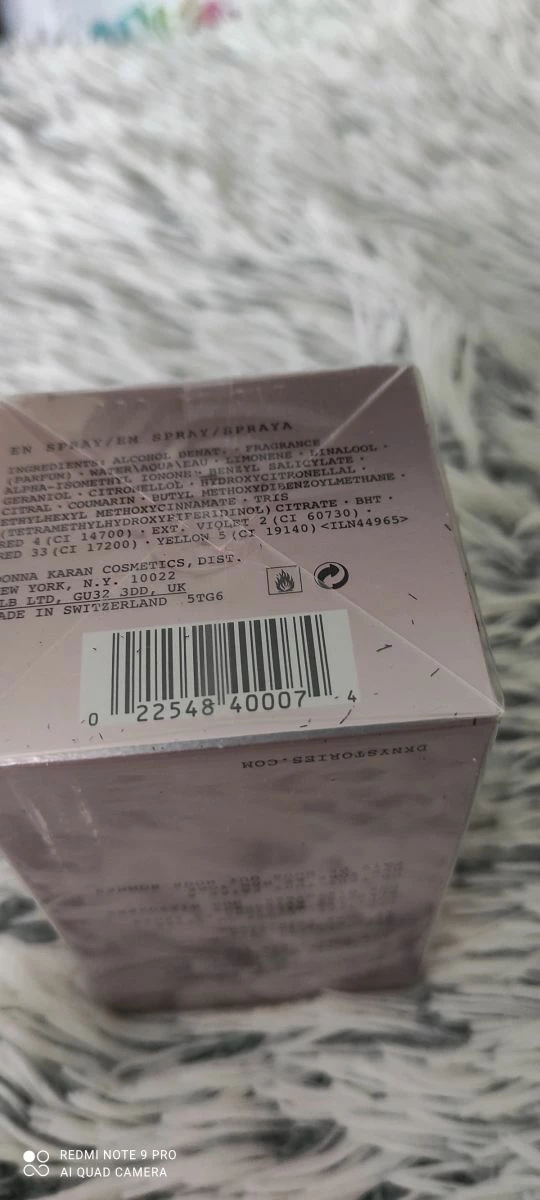 EN SPRAY/EM SPRAY/SPRAYA
INGREDIENTS: ALCOHOL DENAT. · FRAGRANCE
(PARFUM) · WATER\AQUA\EAU · LIMONENE · LINALOOL ·
ALPHA-ISOMETHYL IONONE · BENZYL SALICYLATE ·
GERANIOL · CITRONELLOL · HYDROXYCITRONELLAL ·
CITRAL · COUMARIN · BUTYL METHOXYDIBENZOYLMETHANE ·
ETHYLHEXYL METHOXYCINNAMATE · TRIS
(TETRAMETHYLHYDROXYPIPERIDINOL) CITRATE · BHT ·
RED 4 (CI 14700) · EXT. VIOLET 2 (CI 60730) ·
RED 33 (CI 17200) · YELLOW 5 (CI 19140) <ILN44965>
DONNA KARAN COSMETICS, DIST.
NEW YORK, N.Y. 10022
LB LTD, GU32 3DD, UK
MADE IN SWITZERLAND 5TG6
0 22548 40007 4
DKNYSTORIES.COM
REDMI NOTE 9 PRO
AI QUAD CAMERA